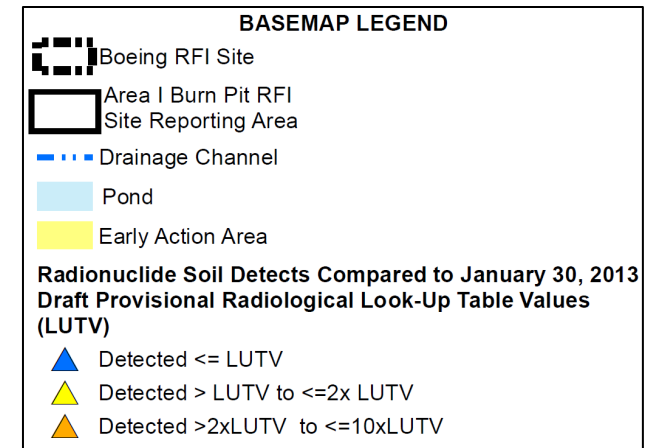 BASEMAP LEGEND
Boeing RFI Site
Area I Burn Pit RFI
Site Reporting Area
Drainage Channel
Pond
Early Action Area
Radionuclide Soil Detects Compared to January 30, 2013
Draft Provisional Radiological Look-Up Table Values
(LUTV)
Detected <= LUTV
Detected > LUTV to <=2x LUTV
Detected >2xLUTV to <=10xLUTV